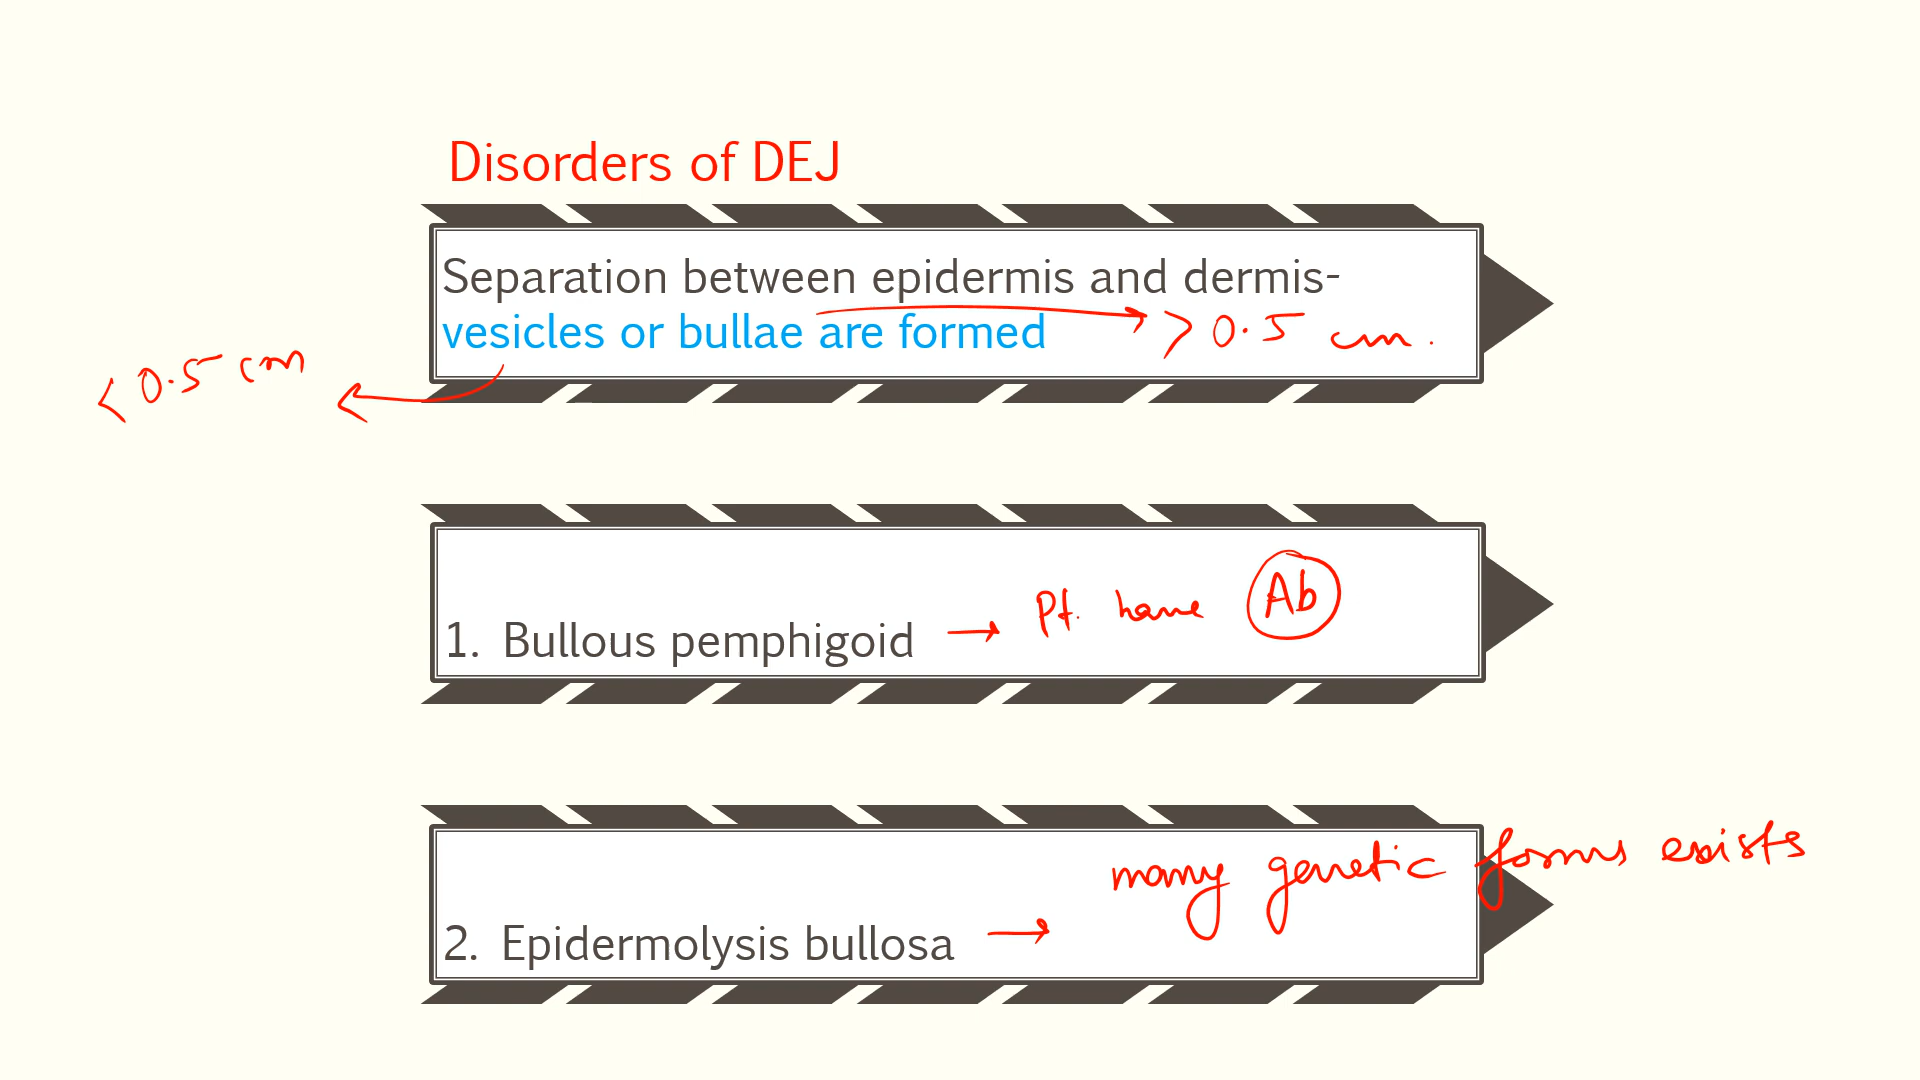 Disorders of DEJ
Separation between epidermis and dermis-
vesicles or bullae are formed > 0.5 cm.
< 0.5 cm
1. Bullous pemphigoid → Pt. have Ab
many genetic forms exists
2. Epidermolysis bullosa →